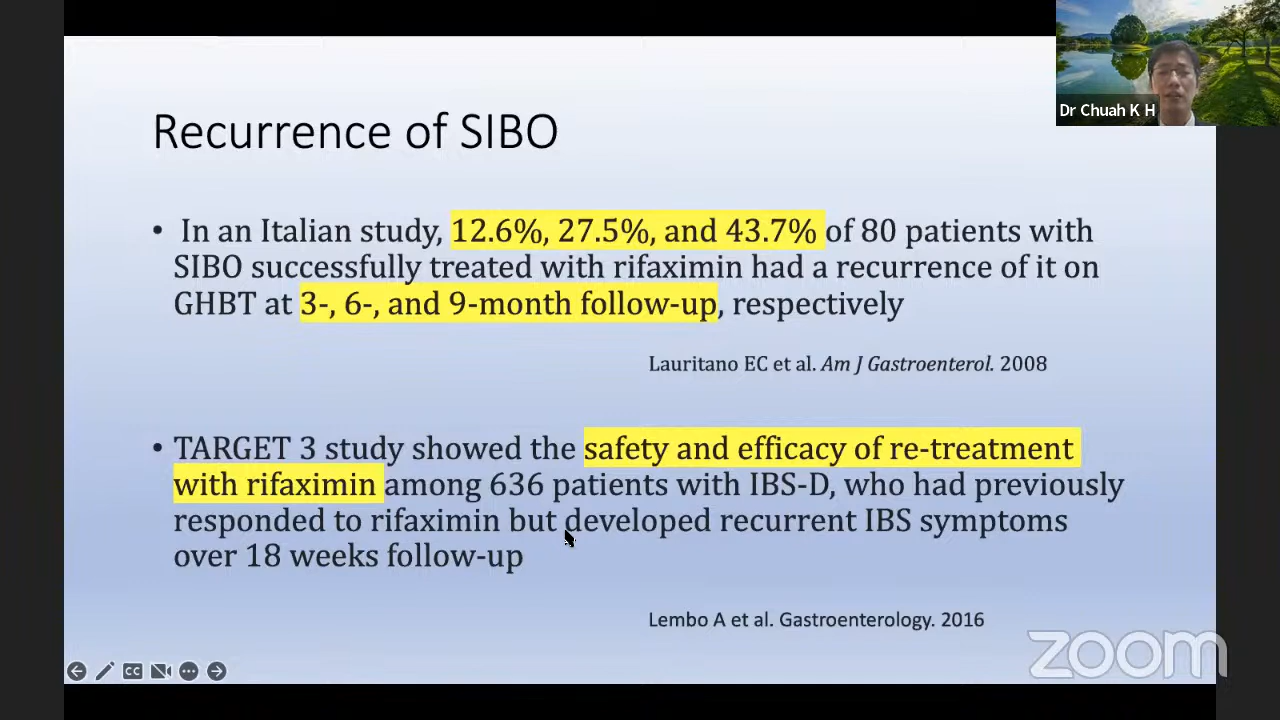 Dr Chuah K H
Recurrence of SIBO
• In an Italian study, 12.6%, 27.5%, and 43.7% of 80 patients with
SIBO successfully treated with rifaximin had a recurrence of it on
GHBT at 3-, 6-, and 9-month follow-up, respectively
Lauritano EC et al. Am J Gastroenterol. 2008
• TARGET 3 study showed the safety and efficacy of re-treatment
with rifaximin among 636 patients with IBS-D, who had previously
responded to rifaximin but developed recurrent IBS symptoms
over 18 weeks follow-up
Lembo A et al. Gastroenterology. 2016
CC
zoom